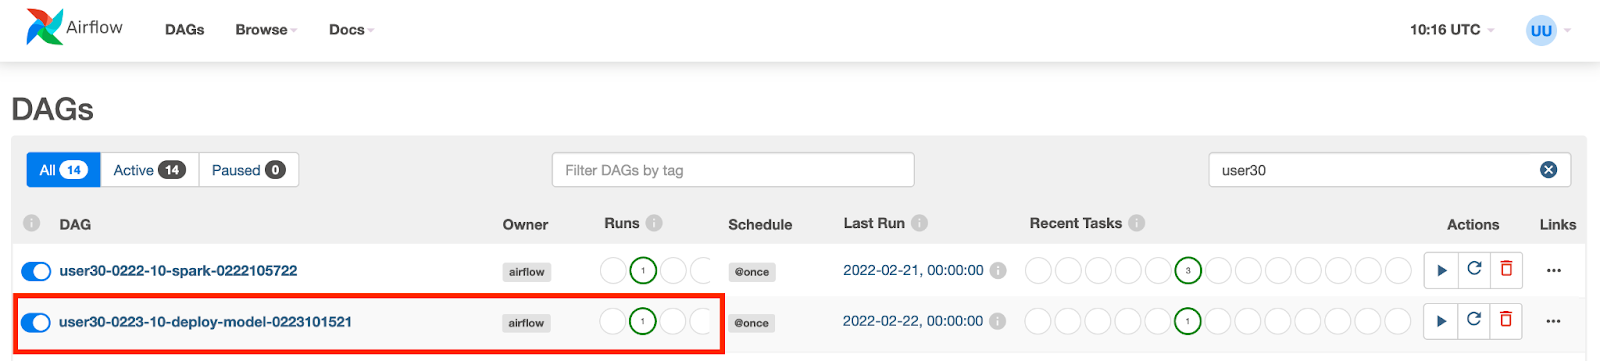 Airflow DAGs Browse Docs 10:16 UTC UU
DAGs
All 14 Active 14 Paused 0 Filter DAGs by tag user30
i DAG Owner Runs i Schedule Last Run i Recent Tasks i Actions Links
user30-0222-10-spark-0222105722 airflow 1 @once 2022-02-21, 00:00:00 i 3
user30-0223-10-deploy-model-0223101521 airflow 1 @once 2022-02-22, 00:00:00 i 1